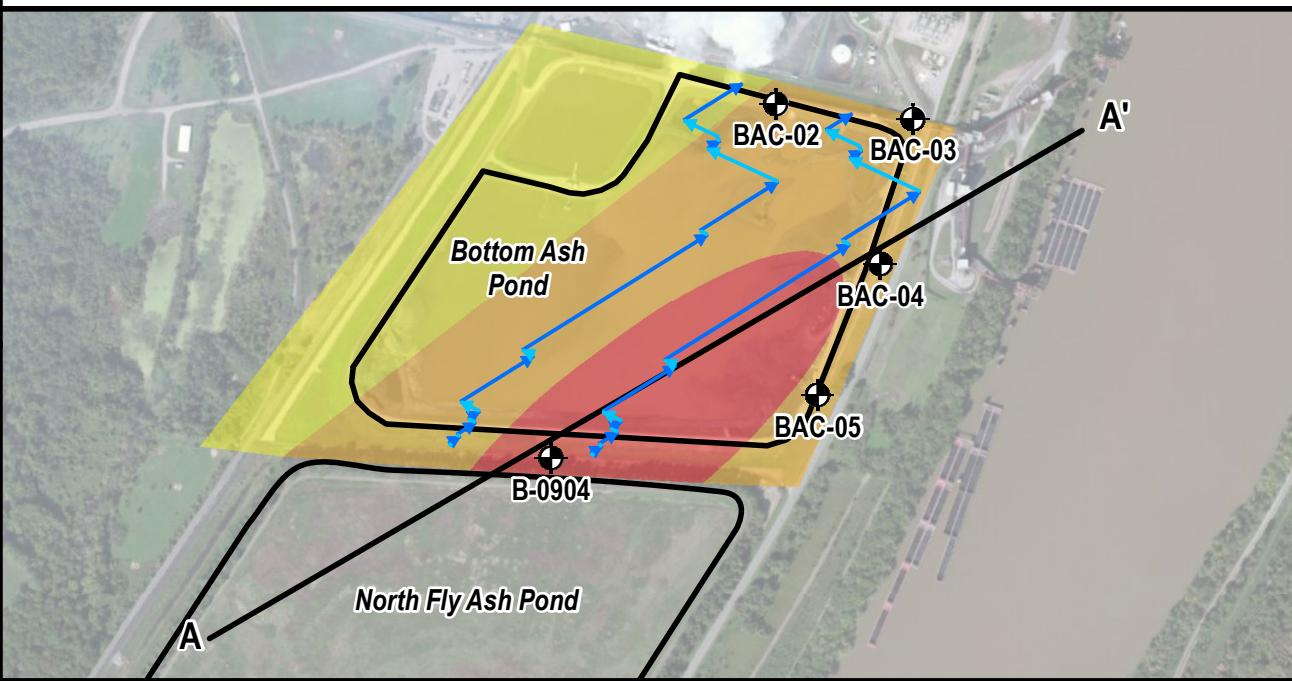 A'
BAC-02
BAC-03
Bottom Ash
Pond
BAC-04
BAC-05
B-0904
North Fly Ash Pond
A